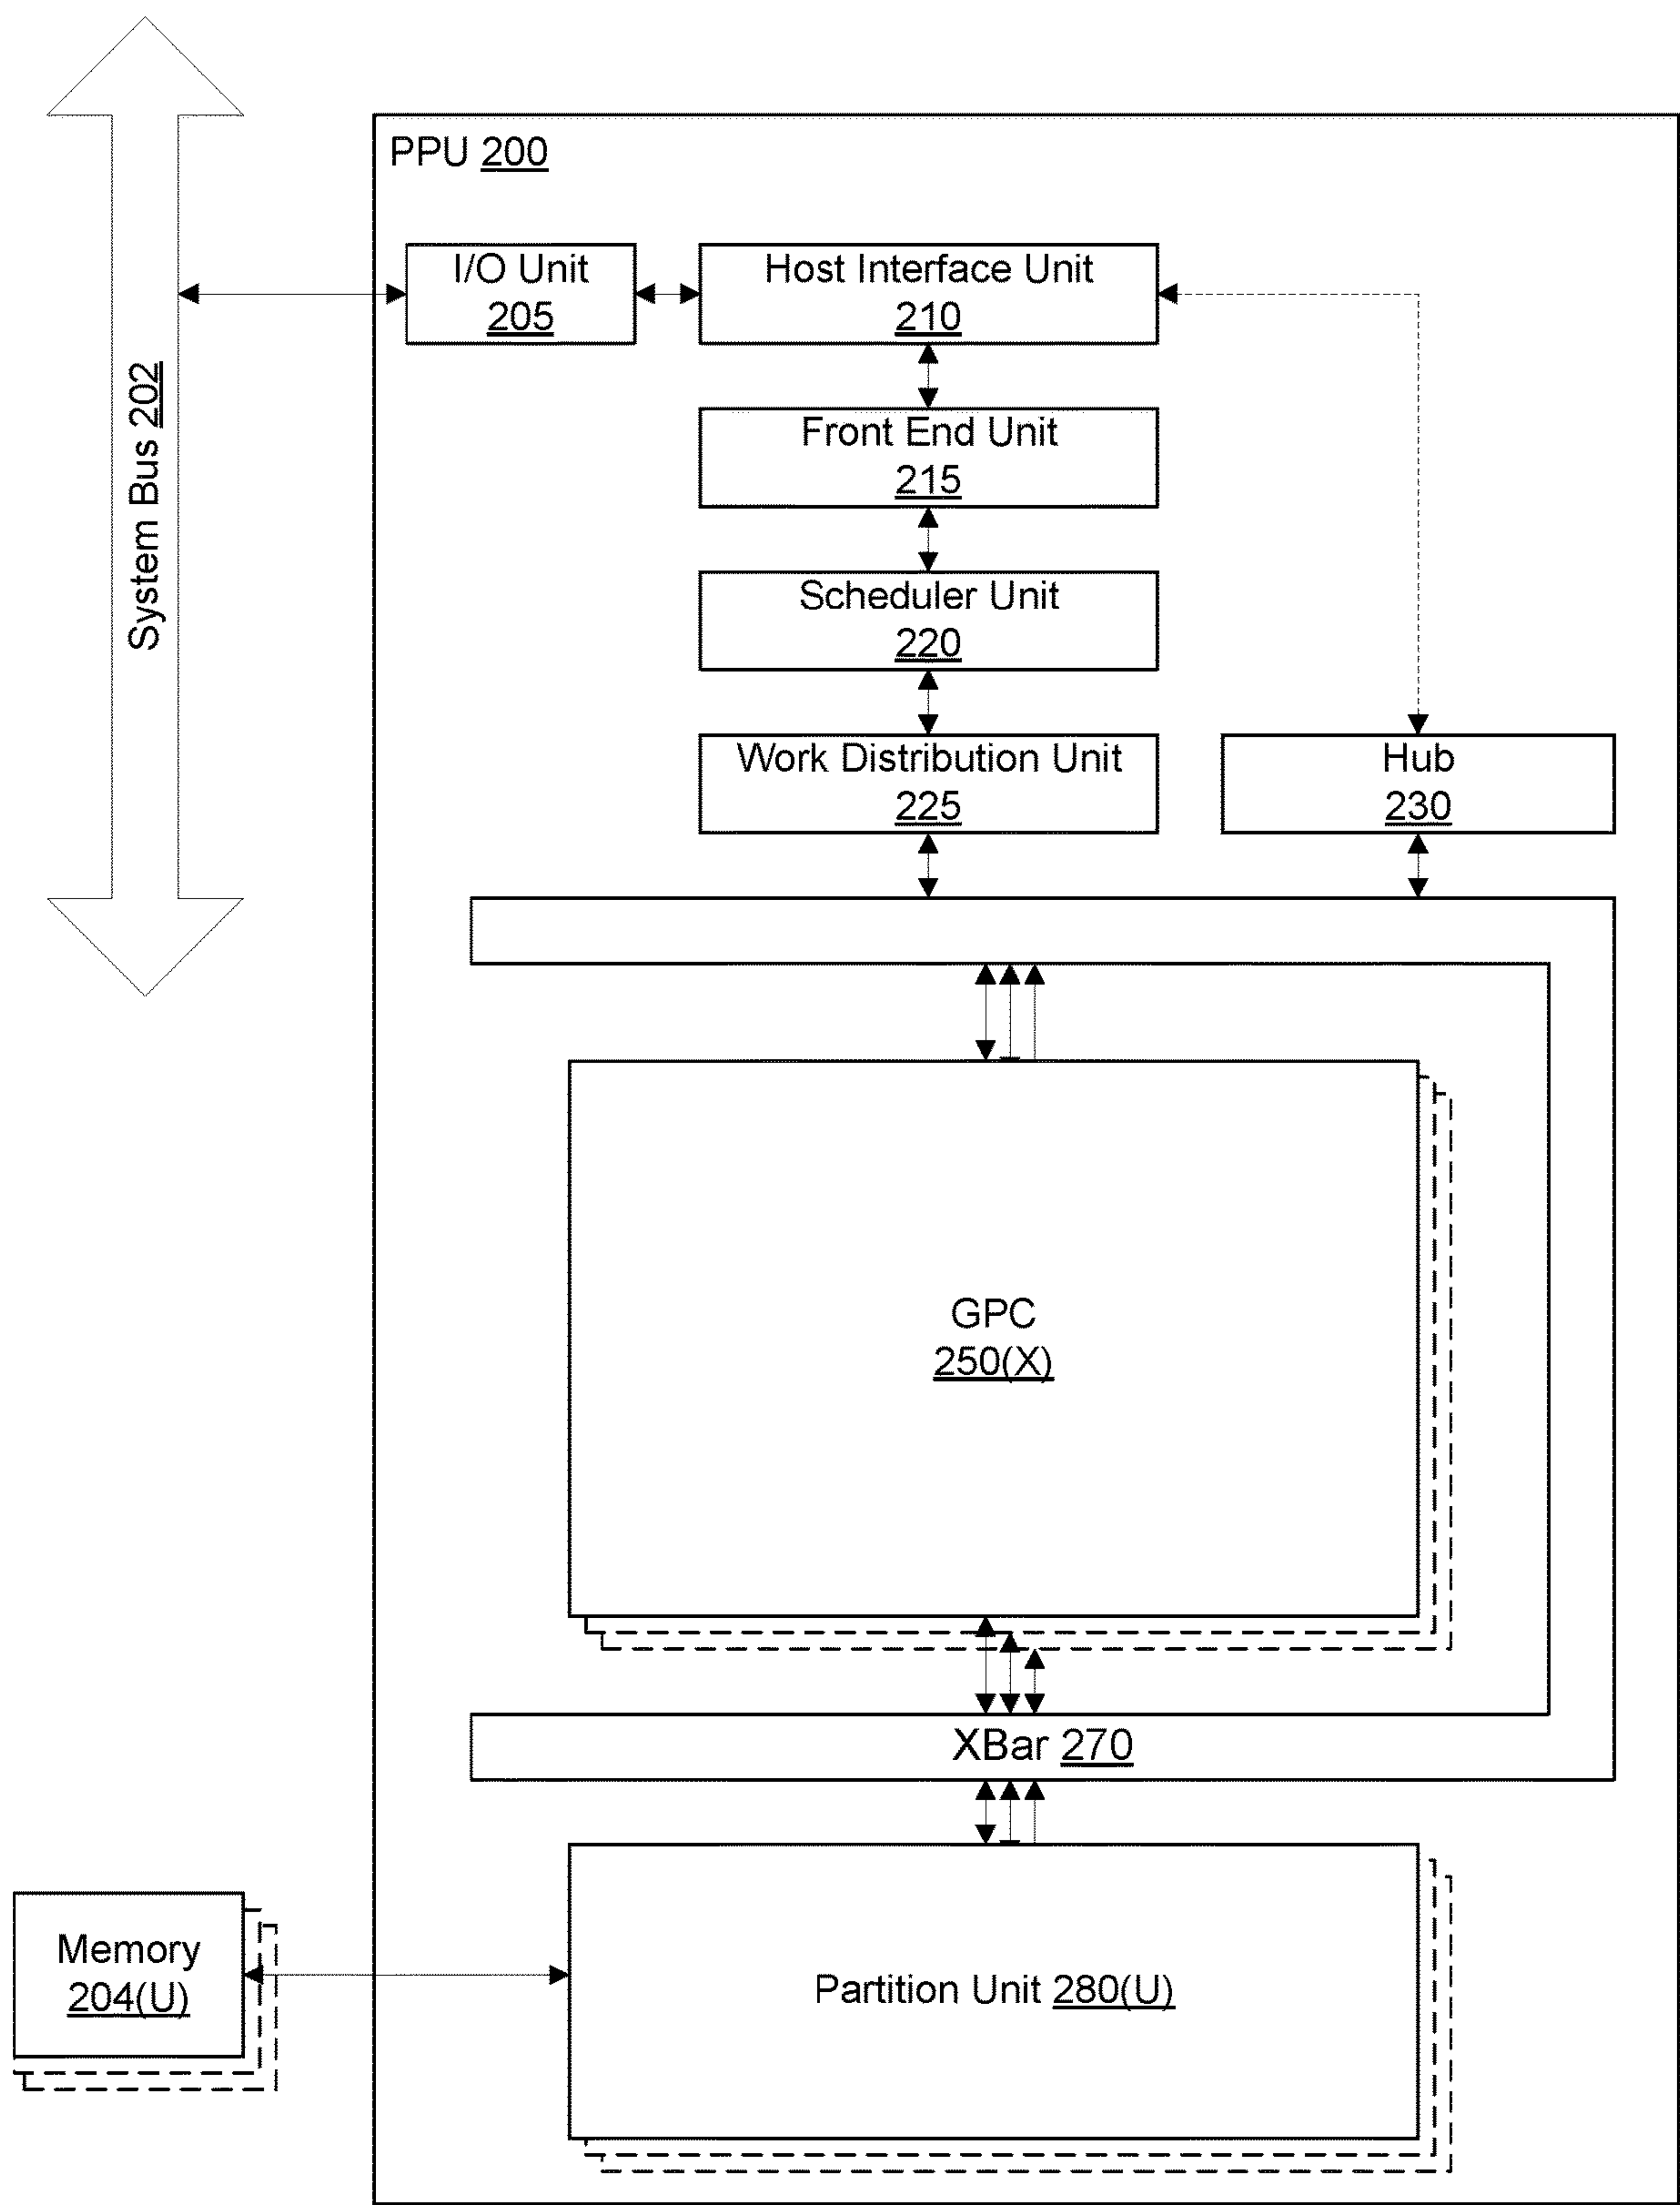 PPU 200
I/O Unit
205
Host Interface Unit
210
System Bus 202
Front End Unit
215
Scheduler Unit
220
Work Distribution Unit
225
Hub
230
GPC
250(X)
XBar 270
Memory
204(U)
Partition Unit 280(U)